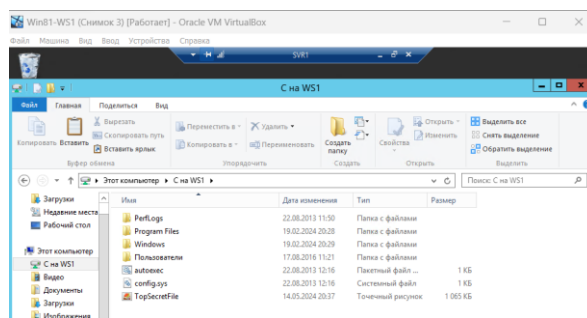 Win81-WS1 (Снимок 3) [Работает] - Oracle VM VirtualBox
Файл Машина Вид Ввод Устройства Справка
SVR1
C на WS1
Файл Главная Поделиться Вид
Копировать Вставить
Вырезать
Скопировать путь
Вставить ярлык
Переместить в
Копировать в
Удалить
Переименовать
Создать папку
Свойства
Открыть
Изменить
Выделить все
Снять выделение
Обратить выделение
Буфер обмена Упорядочить Создать Открыть Выделить
Этот компьютер C на WS1
Поиск: C на WS1
Загрузки
Недавние места
Рабочий стол
Этот компьютер
C на WS1
Видео
Документы
Загрузки
Изображения
Имя Дата изменения Тип Размер
PerfLogs 22.08.2013 11:50 Папка с файлами
Program Files 19.02.2024 20:28 Папка с файлами
Windows 19.02.2024 20:29 Папка с файлами
Пользователи 17.08.2016 11:21 Папка с файлами
autoexec 22.08.2013 12:16 Пакетный файл ... 1 КБ
config.sys 22.08.2013 12:16 Системный файл 1 КБ
TopSecretFile 14.05.2024 20:37 Точечный рисунок 1 065 КБ